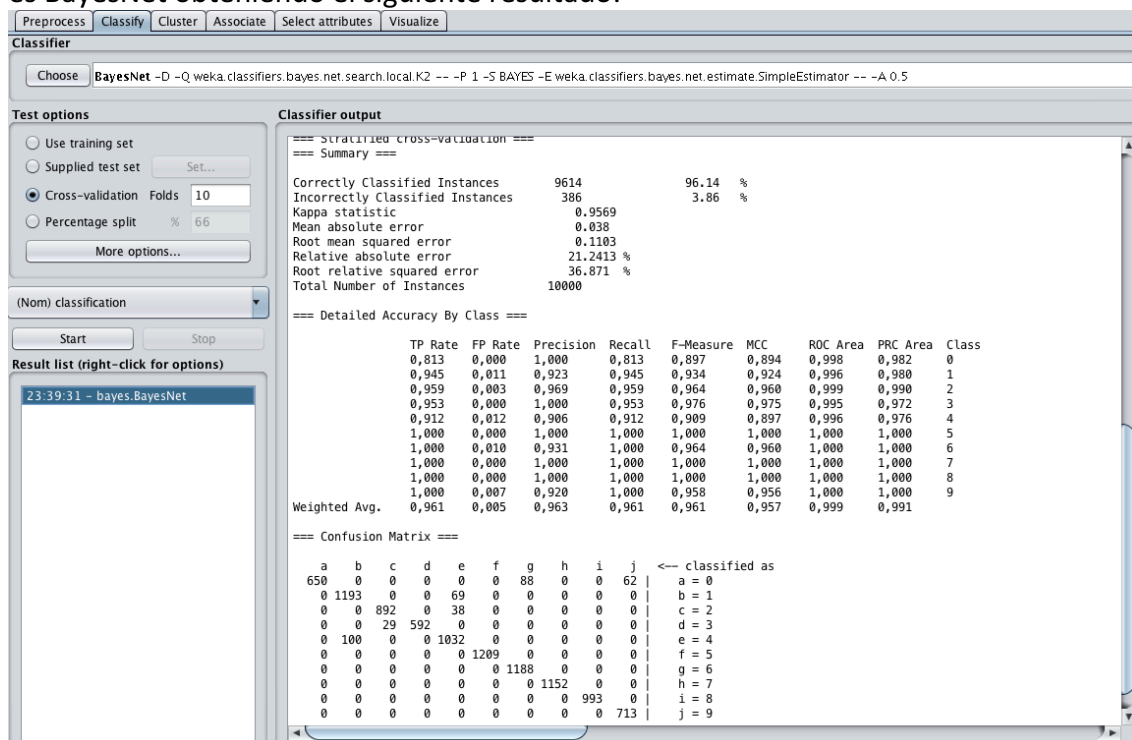 es BayesNet obteniendo el siguiente resultado:
Preprocess Classify Cluster Associate Select attributes Visualize
Classifier
Choose BayesNet -D -Q weka.classifiers.bayes.net.search.local.K2 -- -P 1 -S BAYES -E weka.classifiers.bayes.net.estimate.SimpleEstimator -- -A 0.5
Test options
Use training set
Supplied test set Set...
Cross-validation Folds 10
Percentage split % 66
More options...
(Nom) classification
Start Stop
Result list (right-click for options)
23:39:31 - bayes.BayesNet
Classifier output
=== Stratified cross-validation ===
=== Summary ===
Correctly Classified Instances 9614 96.14 %
Incorrectly Classified Instances 386 3.86 %
Kappa statistic 0.9569
Mean absolute error 0.038
Root mean squared error 0.1103
Relative absolute error 21.2413 %
Root relative squared error 36.871 %
Total Number of Instances 10000
=== Detailed Accuracy By Class ===
TP Rate FP Rate Precision Recall F-Measure MCC ROC Area PRC Area Class
0,813 0,000 1,000 0,813 0,897 0,894 0,998 0,982 0
0,945 0,011 0,923 0,945 0,934 0,924 0,996 0,980 1
0,959 0,003 0,969 0,959 0,964 0,960 0,999 0,990 2
0,953 0,000 1,000 0,953 0,976 0,975 0,995 0,972 3
0,912 0,012 0,906 0,912 0,909 0,897 0,996 0,976 4
1,000 0,000 1,000 1,000 1,000 1,000 1,000 1,000 5
1,000 0,010 0,931 1,000 0,964 0,960 1,000 1,000 6
1,000 0,000 1,000 1,000 1,000 1,000 1,000 1,000 7
1,000 0,000 1,000 1,000 1,000 1,000 1,000 1,000 8
1,000 0,007 0,920 1,000 0,958 0,956 1,000 1,000 9
Weighted Avg. 0,961 0,005 0,963 0,961 0,961 0,957 0,999 0,991
=== Confusion Matrix ===
a b c d e f g h i j <-- classified as
650 0 0 0 0 0 88 0 0 62 | a = 0
0 1193 0 0 69 0 0 0 0 0 | b = 1
0 0 892 0 38 0 0 0 0 0 | c = 2
0 0 29 592 0 0 0 0 0 0 | d = 3
0 100 0 0 1032 0 0 0 0 0 | e = 4
0 0 0 0 0 1209 0 0 0 0 | f = 5
0 0 0 0 0 0 1188 0 0 0 | g = 6
0 0 0 0 0 0 0 1152 0 0 | h = 7
0 0 0 0 0 0 0 0 993 0 | i = 8
0 0 0 0 0 0 0 0 0 713 | j = 9